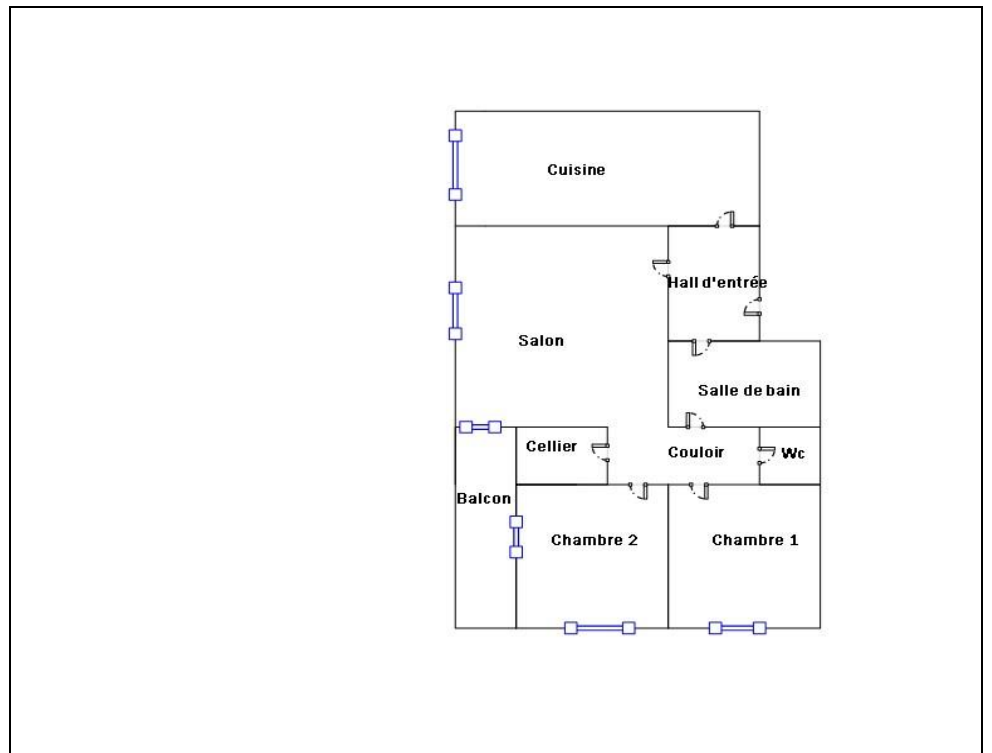 Cuisine
Hall d'entrée
Salon
Salle de bain
Cellier
Couloir
Wc
Balcon
Chambre 2
Chambre 1